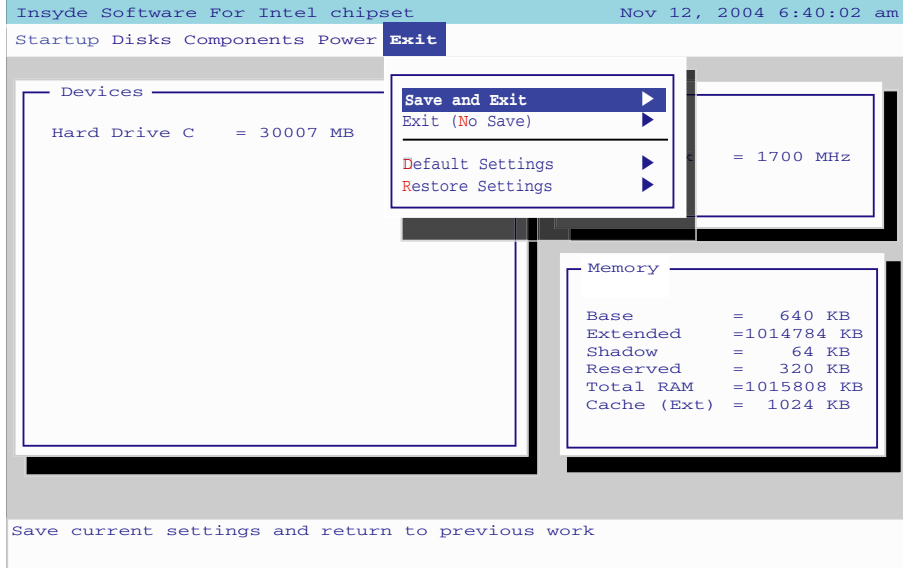 Insyde Software For Intel chipset Nov 12, 2004 6:40:02 am
Startup Disks Components Power Exit
Devices
Hard Drive C = 30007 MB
Save and Exit
Exit (No Save)
Default Settings
Restore Settings
= 1700 MHz
Memory
Base = 640 KB
Extended =1014784 KB
Shadow = 64 KB
Reserved = 320 KB
Total RAM =1015808 KB
Cache (Ext) = 1024 KB
Save current settings and return to previous work